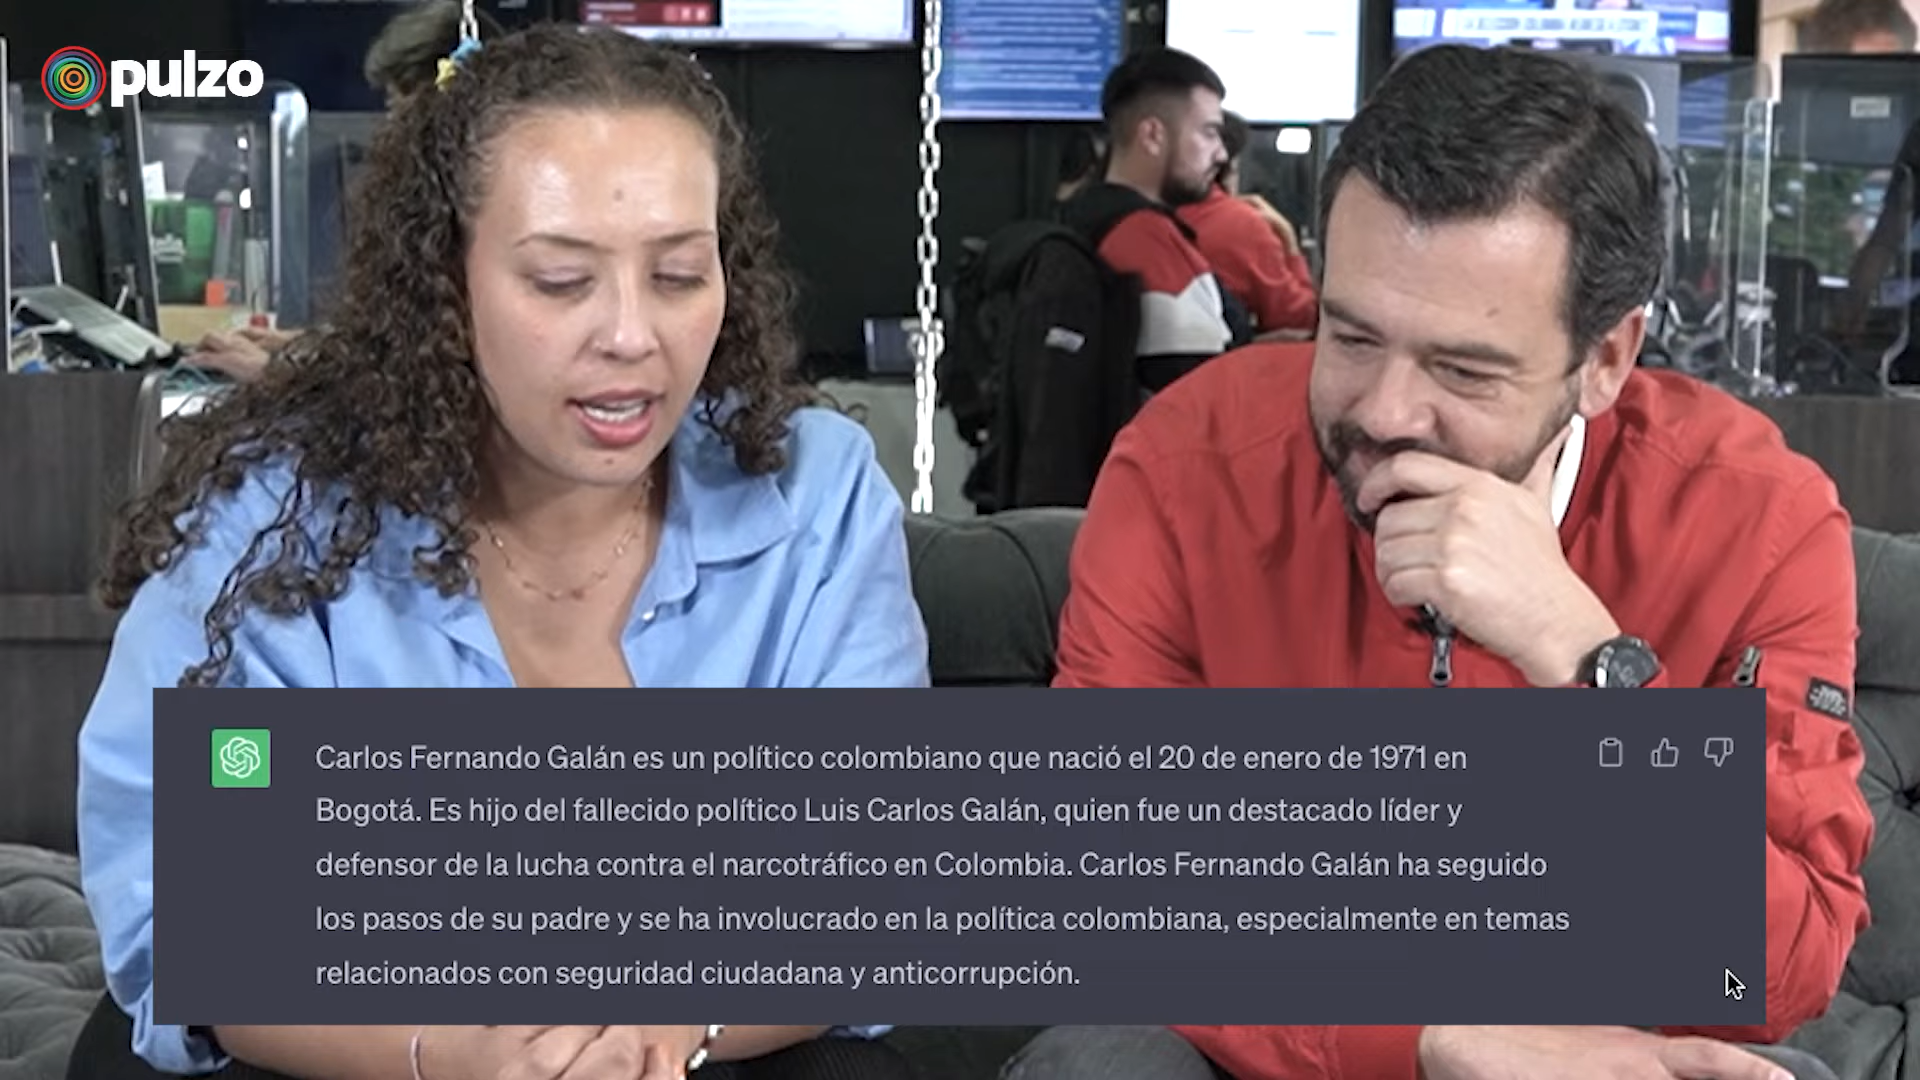 pulzo
Carlos Fernando Galán es un político colombiano que nació el 20 de enero de 1971 en
Bogotá. Es hijo del fallecido político Luis Carlos Galán, quien fue un destacado líder y
defensor de la lucha contra el narcotráfico en Colombia. Carlos Fernando Galán ha seguido
los pasos de su padre y se ha involucrado en la política colombiana, especialmente en temas
relacionados con seguridad ciudadana y anticorrupción.